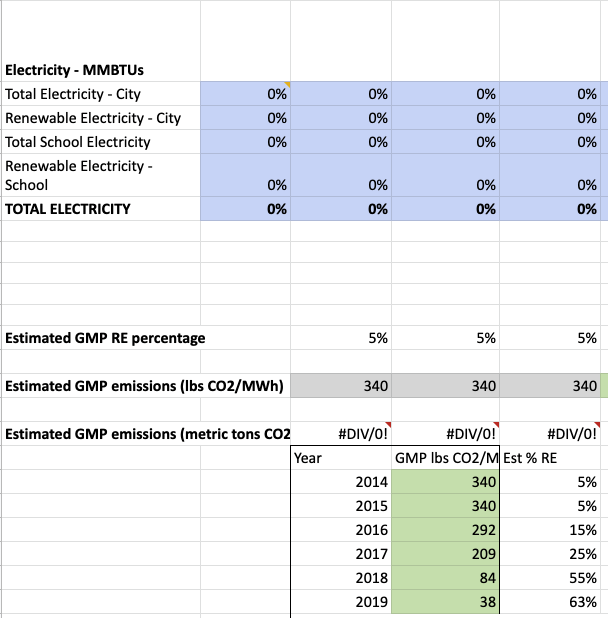 Electricity - MMBTUs
Total Electricity - City 0% 0% 0% 0%
Renewable Electricity - City 0% 0% 0% 0%
Total School Electricity 0% 0% 0% 0%
Renewable Electricity -
School 0% 0% 0% 0%
TOTAL ELECTRICITY 0% 0% 0% 0%
Estimated GMP RE percentage 5% 5% 5%
Estimated GMP emissions (lbs CO2/MWh) 340 340 340
Estimated GMP emissions (metric tons CO2 #DIV/0! #DIV/0! #DIV/0!
Year GMP lbs CO2/M Est % RE
2014 340 5%
2015 340 5%
2016 292 15%
2017 209 25%
2018 84 55%
2019 38 63%